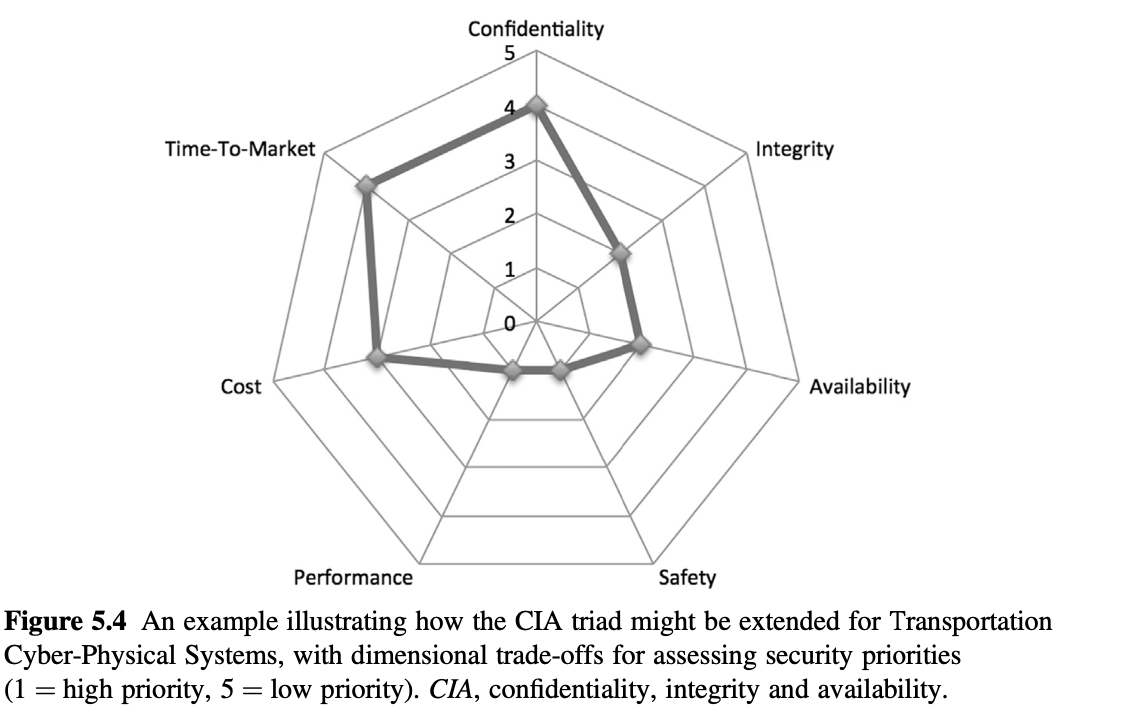 Confidentiality
5
4
3
2
1
0
Time-To-Market
Integrity
Cost
Availability
Performance
Safety
Figure 5.4 An example illustrating how the CIA triad might be extended for Transportation
Cyber-Physical Systems, with dimensional trade-offs for assessing security priorities
(1 = high priority, 5 = low priority). CIA, confidentiality, integrity and availability.